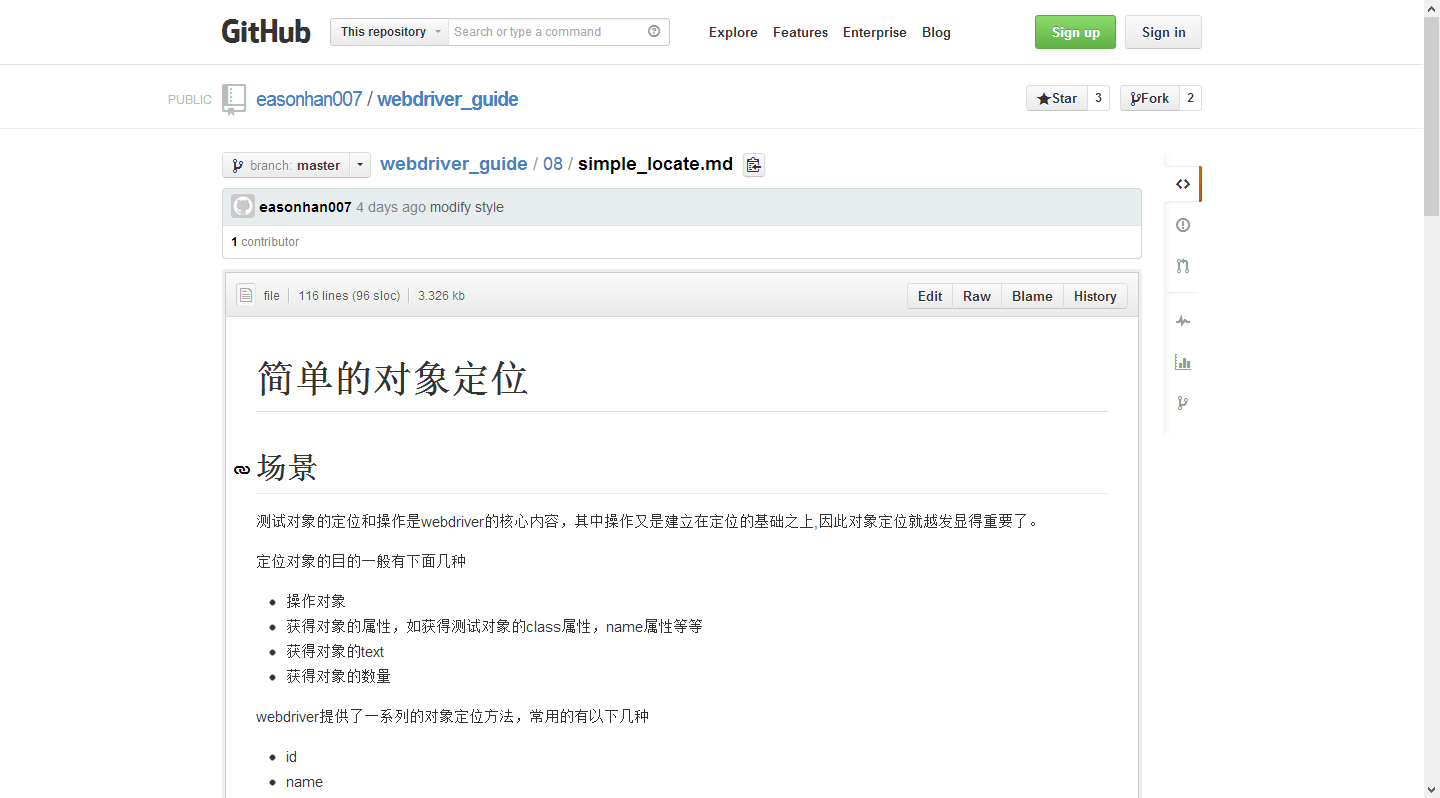 GitHub This repository Search or type a command Explore Features Enterprise Blog Sign up Sign in
PUBLIC easonhan007 / webdriver_guide Star 3 Fork 2
branch: master webdriver_guide / 08 / simple_locate.md
easonhan007 4 days ago modify style
1 contributor
file 116 lines (96 sloc) 3.326 kb Edit Raw Blame History
简单的对象定位
场景
测试对象的定位和操作是webdriver的核心内容，其中操作又是建立在定位的基础之上,因此对象定位就越发显得重要了。
定位对象的目的一般有下面几种
操作对象
获得对象的属性，如获得测试对象的class属性，name属性等等
获得对象的text
获得对象的数量
webdriver提供了一系列的对象定位方法，常用的有以下几种
id
name